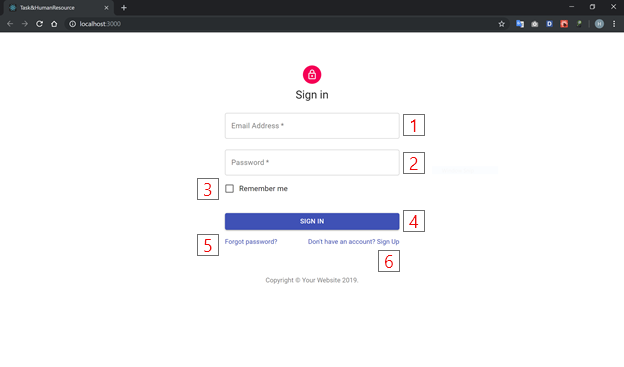 Task&HumanResource
localhost:3000
Sign in
Email Address *
1
Password *
2
3
Remember me
SIGN IN
4
5
Forgot password?
Don't have an account? Sign Up
6
Copyright © Your Website 2019.